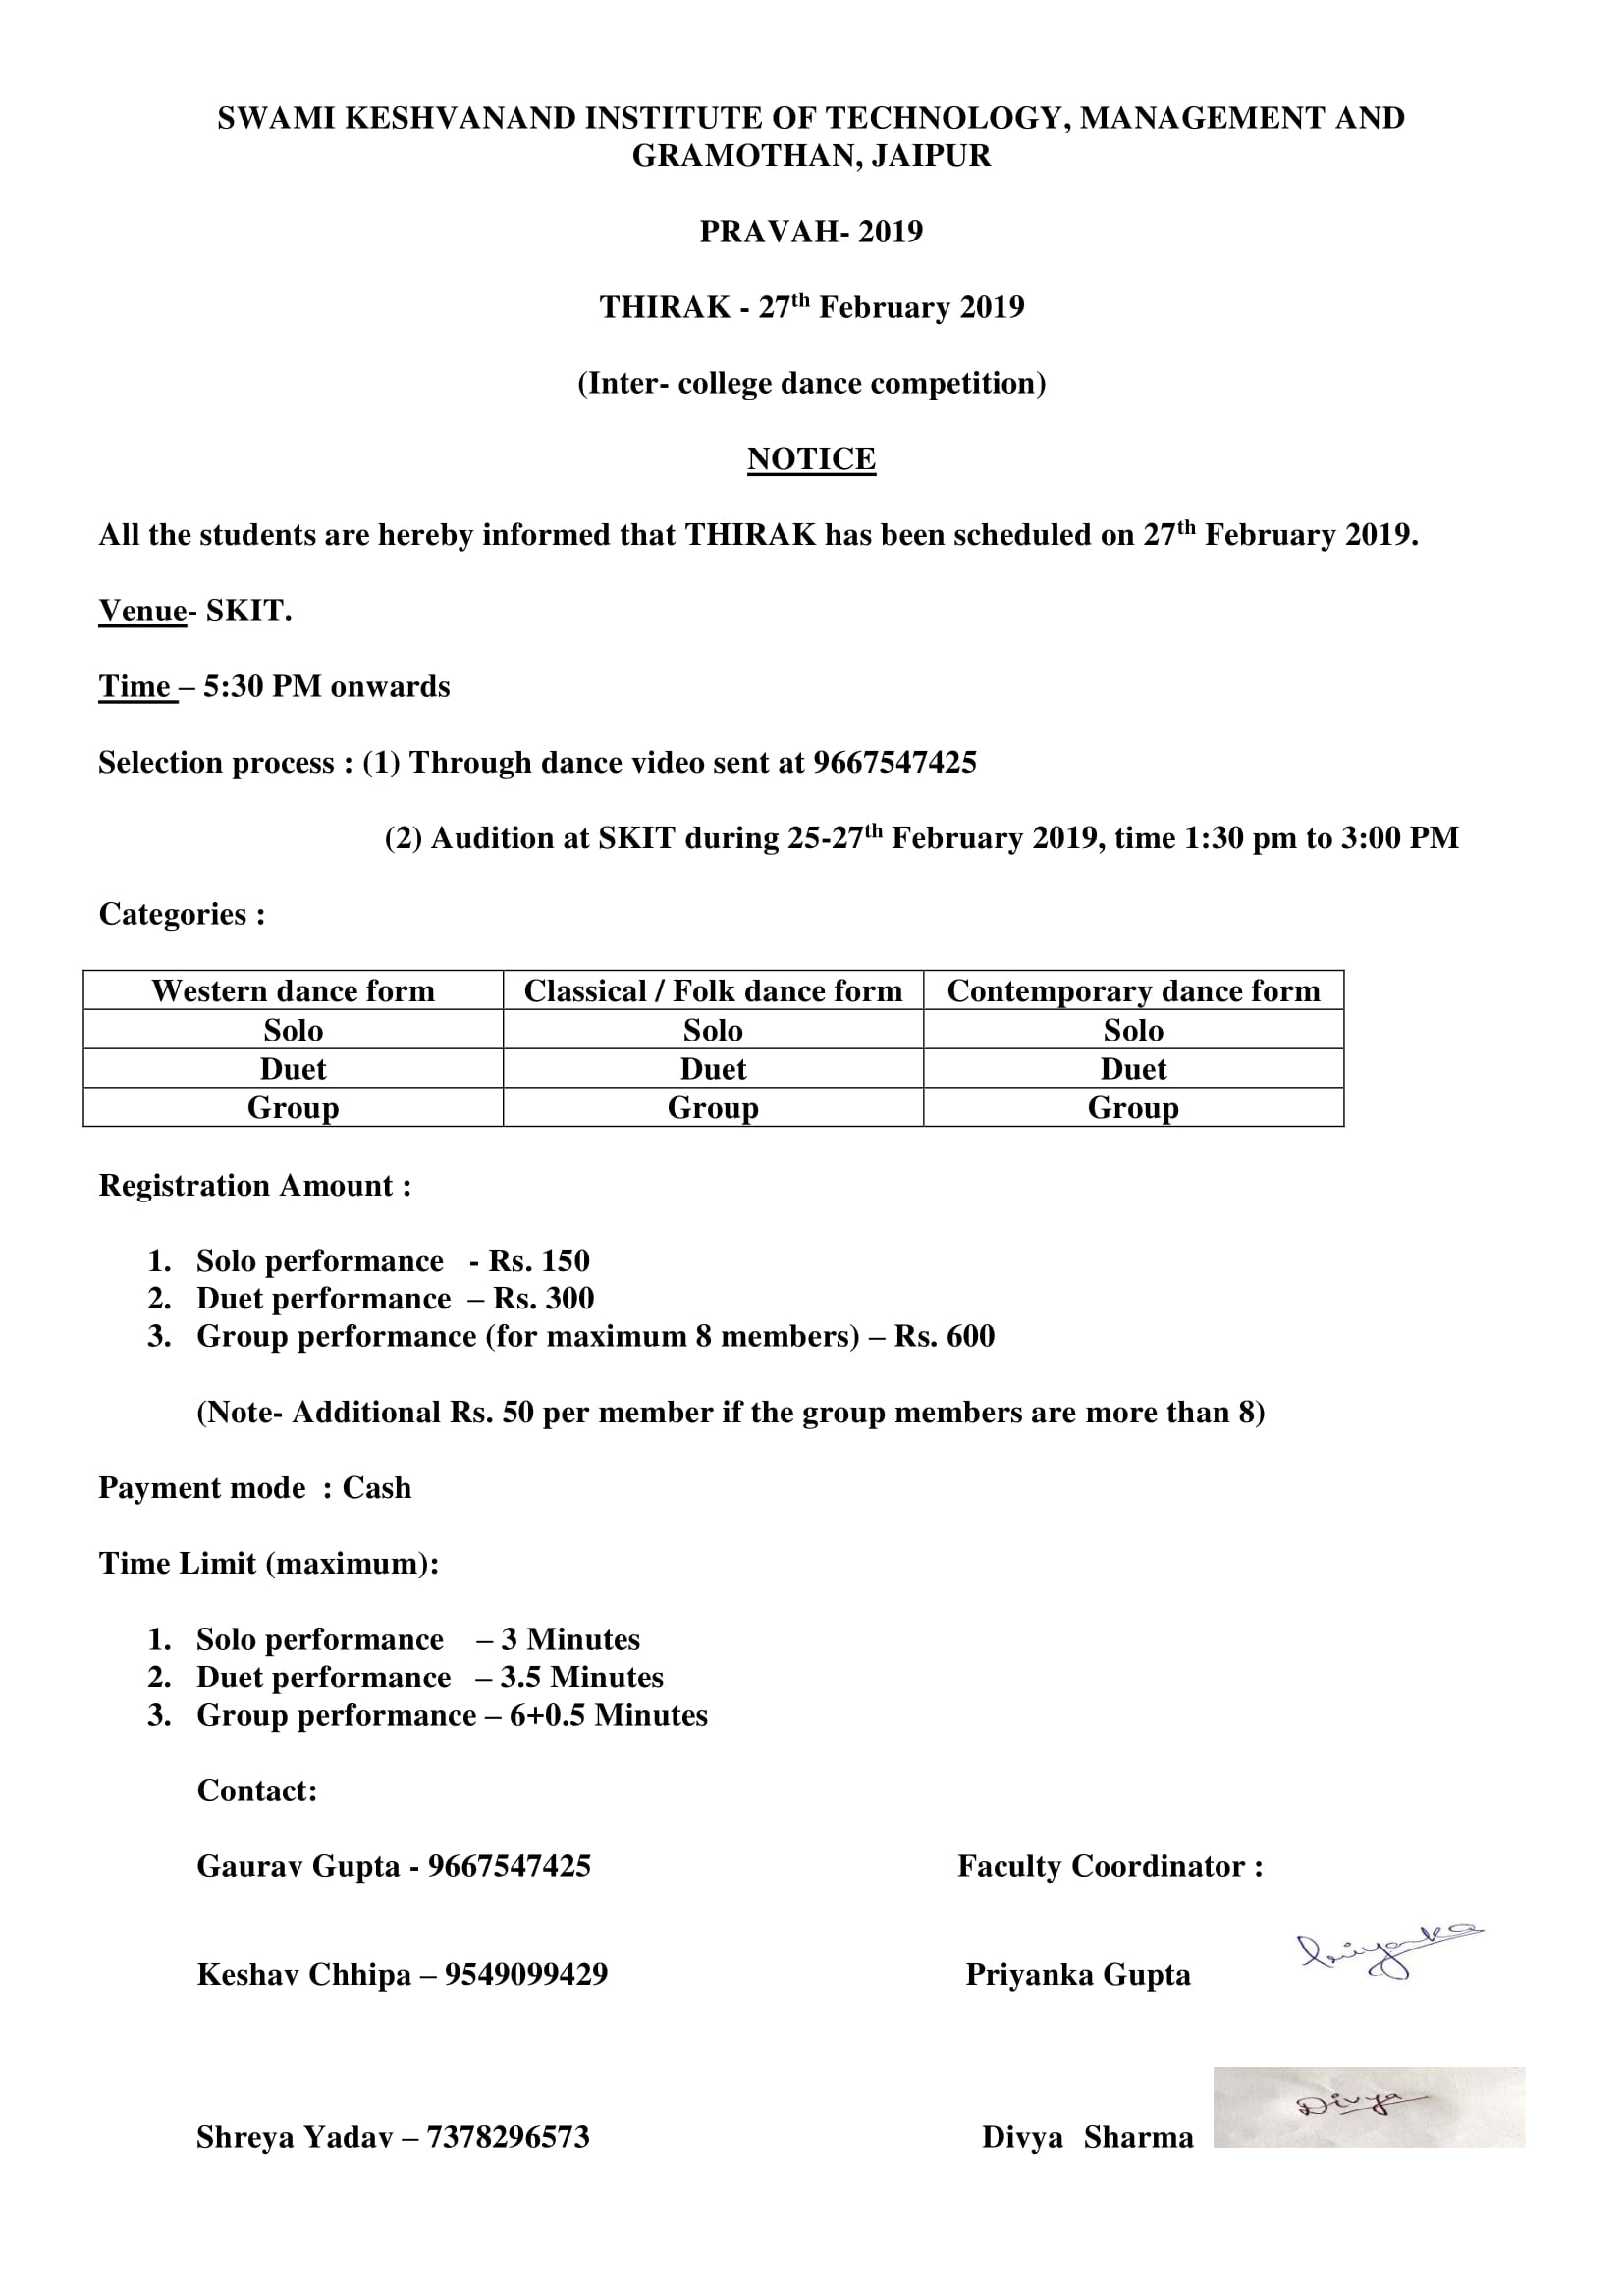 SWAMI KESHVANAND INSTITUTE OF TECHNOLOGY, MANAGEMENT AND
GRAMOTHAN, JAIPUR
PRAVAH- 2019
THIRAK - 27th February 2019
(Inter- college dance competition)
NOTICE
All the students are hereby informed that THIRAK has been scheduled on 27th February 2019.
Venue- SKIT.
Time – 5:30 PM onwards
Selection process : (1) Through dance video sent at 9667547425
(2) Audition at SKIT during 25-27th February 2019, time 1:30 pm to 3:00 PM
Categories :
Western dance form Classical / Folk dance form Contemporary dance form
Solo Solo Solo
Duet Duet Duet
Group Group Group
Registration Amount :
1. Solo performance - Rs. 150
2. Duet performance – Rs. 300
3. Group performance (for maximum 8 members) – Rs. 600
(Note- Additional Rs. 50 per member if the group members are more than 8)
Payment mode : Cash
Time Limit (maximum):
1. Solo performance – 3 Minutes
2. Duet performance – 3.5 Minutes
3. Group performance – 6+0.5 Minutes
Contact:
Gaurav Gupta - 9667547425 Faculty Coordinator :
Keshav Chhipa – 9549099429 Priyanka Gupta Priyanka
Shreya Yadav – 7378296573 Divya Sharma Divya